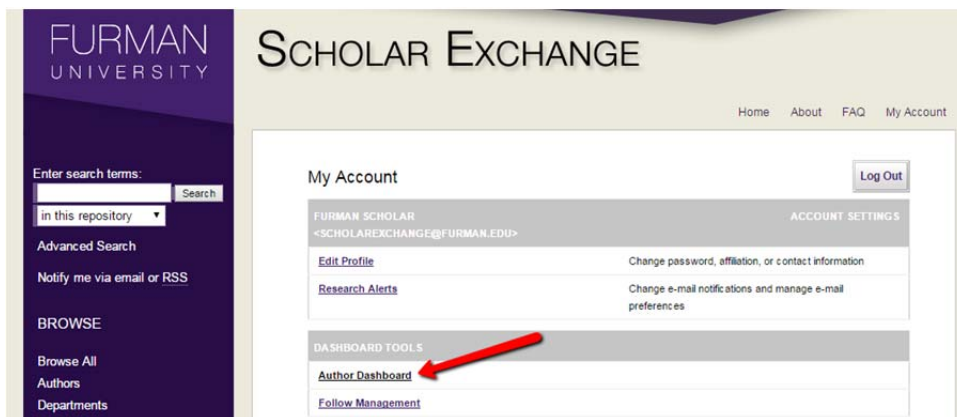 FURMAN
UNIVERSITY
SCHOLAR EXCHANGE
Home About FAQ My Account
Enter search terms:
Search
in this repository
Advanced Search
Notify me via email or RSS
BROWSE
Browse All
Authors
Departments
My Account
Log Out
FURMAN SCHOLAR ACCOUNT SETTINGS
<SCHOLAREXCHANGE@FURMAN.EDU>
Edit Profile Change password, affiliation, or contact information
Research Alerts Change e-mail notifications and manage e-mail
preferences
DASHBOARD TOOLS
Author Dashboard
Follow Management